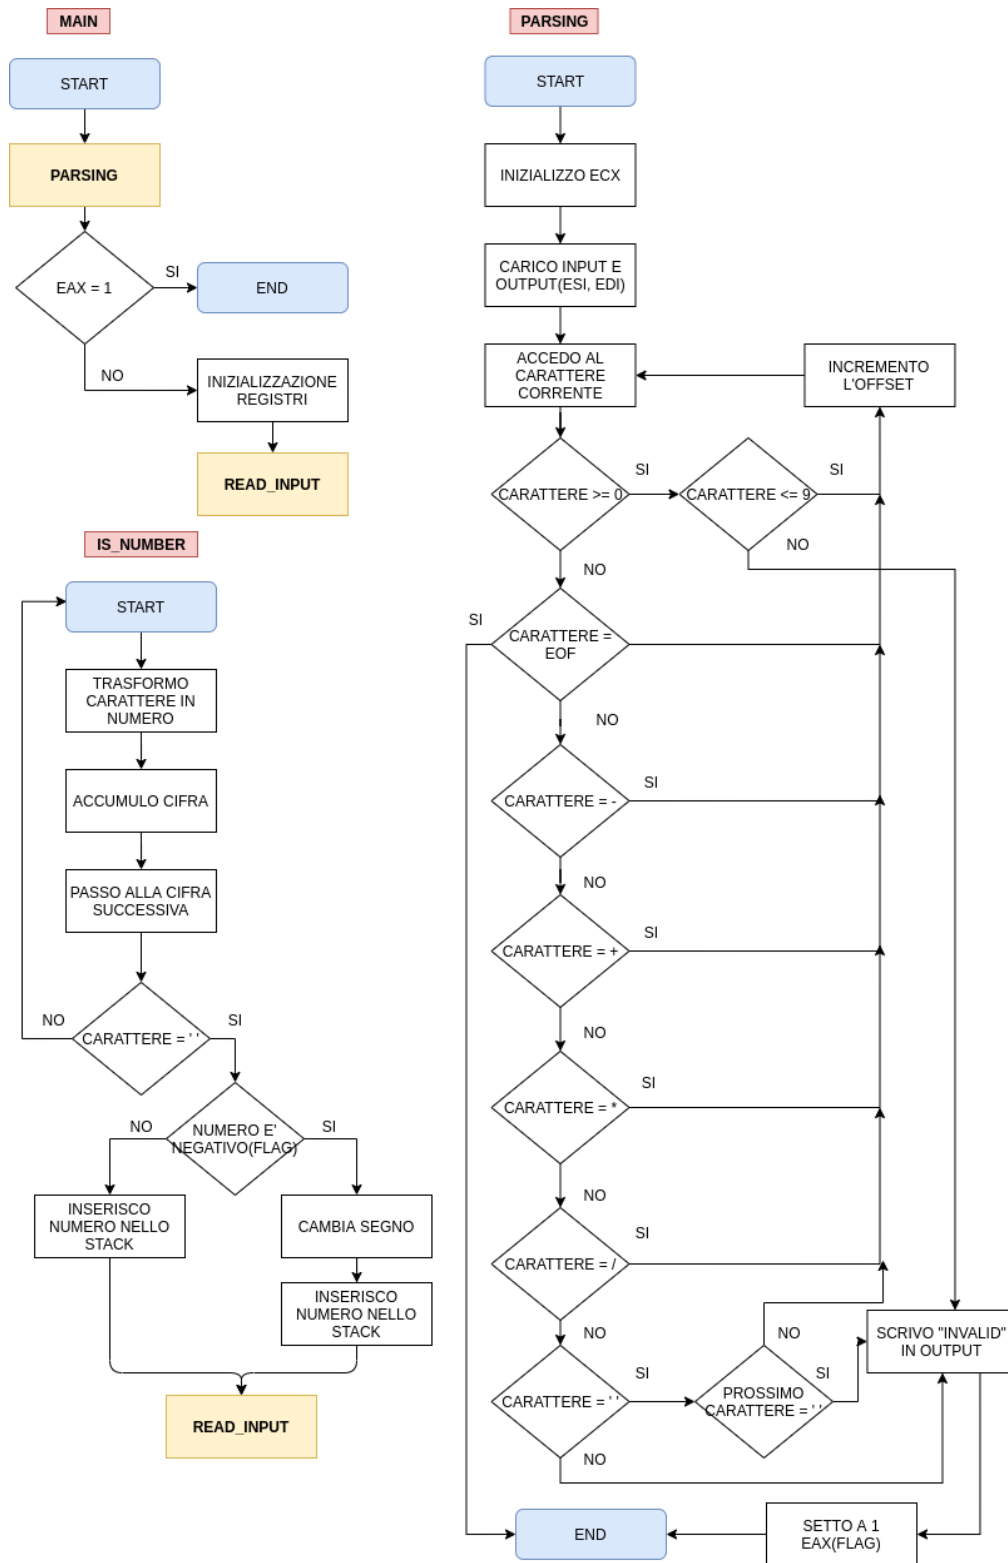 MAIN
START
PARSING
EAX = 1
SI
END
NO
INIZIALIZZAZIONE
REGISTRI
READ_INPUT
IS_NUMBER
START
TRASFORMO
CARATTERE IN
NUMERO
ACCUMULO CIFRA
PASSO ALLA CIFRA
SUCCESSIVA
CARATTERE = ' '
NO
SI
NUMERO E'
NEGATIVO(FLAG)
NO
SI
INSERISCO
NUMERO NELLO
STACK
CAMBIA SEGNO
INSERISCO
NUMERO NELLO
STACK
READ_INPUT
PARSING
START
INIZIALIZZO ECX
CARICO INPUT E
OUTPUT(ESI, EDI)
ACCEDO AL
CARATTERE
CORRENTE
INCREMENTO
L'OFFSET
CARATTERE >= 0
SI
CARATTERE <= 9
SI
NO
NO
SI
CARATTERE =
EOF
NO
CARATTERE = -
SI
NO
CARATTERE = +
SI
NO
CARATTERE = *
SI
NO
CARATTERE = /
SI
NO
CARATTERE = ' '
SI
NO
PROSSIMO
CARATTERE = ' '
NO
SI
SCRIVO "INVALID"
IN OUTPUT
SETTO A 1
EAX(FLAG)
END